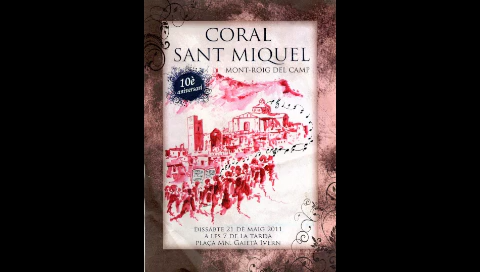 CORAL
SANT MIQUEL
MONT-ROIG DEL CAMP
10è
aniversari
DISSABTE 21 DE MAIO 2011
A LES 7 DE LA TARDA
PLAÇA MN. GAIETÀ IVERN